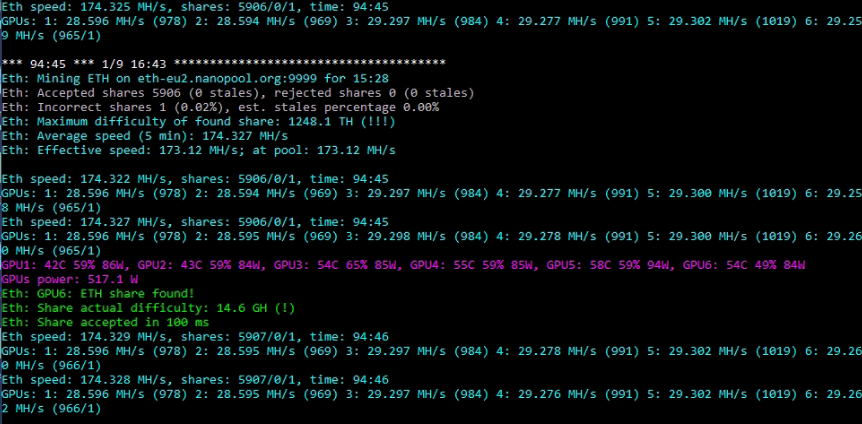 Eth speed: 174.325 MH/s, shares: 5906/0/1, time: 94:45
GPUs: 1: 28.596 MH/s (978) 2: 28.594 MH/s (969) 3: 29.297 MH/s (984) 4: 29.277 MH/s (991) 5: 29.302 MH/s (1019) 6: 29.25
9 MH/s (965/1)
*** 94:45 *** 1/9 16:43 **************************************
Eth: Mining ETH on eth-eu2.nanopool.org:9999 for 15:28
Eth: Accepted shares 5906 (0 stales), rejected shares 0 (0 stales)
Eth: Incorrect shares 1 (0.02%), est. stales percentage 0.00%
Eth: Maximum difficulty of found share: 1248.1 TH (!!!)
Eth: Average speed (5 min): 174.327 MH/s
Eth: Effective speed: 173.12 MH/s; at pool: 173.12 MH/s
Eth speed: 174.322 MH/s, shares: 5906/0/1, time: 94:45
GPUs: 1: 28.596 MH/s (978) 2: 28.594 MH/s (969) 3: 29.297 MH/s (984) 4: 29.277 MH/s (991) 5: 29.300 MH/s (1019) 6: 29.25
8 MH/s (965/1)
Eth speed: 174.327 MH/s, shares: 5906/0/1, time: 94:45
GPUs: 1: 28.596 MH/s (978) 2: 28.595 MH/s (969) 3: 29.298 MH/s (984) 4: 29.278 MH/s (991) 5: 29.300 MH/s (1019) 6: 29.26
0 MH/s (965/1)
GPU1: 42C 59% 86W, GPU2: 43C 59% 84W, GPU3: 54C 65% 85W, GPU4: 55C 59% 85W, GPU5: 58C 59% 94W, GPU6: 54C 49% 84W
GPUs power: 517.1 W
Eth: GPU6: ETH share found!
Eth: Share actual difficulty: 14.6 GH (!)
Eth: Share accepted in 100 ms
Eth speed: 174.329 MH/s, shares: 5907/0/1, time: 94:46
GPUs: 1: 28.596 MH/s (978) 2: 28.595 MH/s (969) 3: 29.297 MH/s (984) 4: 29.278 MH/s (991) 5: 29.302 MH/s (1019) 6: 29.26
0 MH/s (966/1)
Eth speed: 174.328 MH/s, shares: 5907/0/1, time: 94:46
GPUs: 1: 28.596 MH/s (978) 2: 28.595 MH/s (969) 3: 29.297 MH/s (984) 4: 29.276 MH/s (991) 5: 29.302 MH/s (1019) 6: 29.26
2 MH/s (966/1)